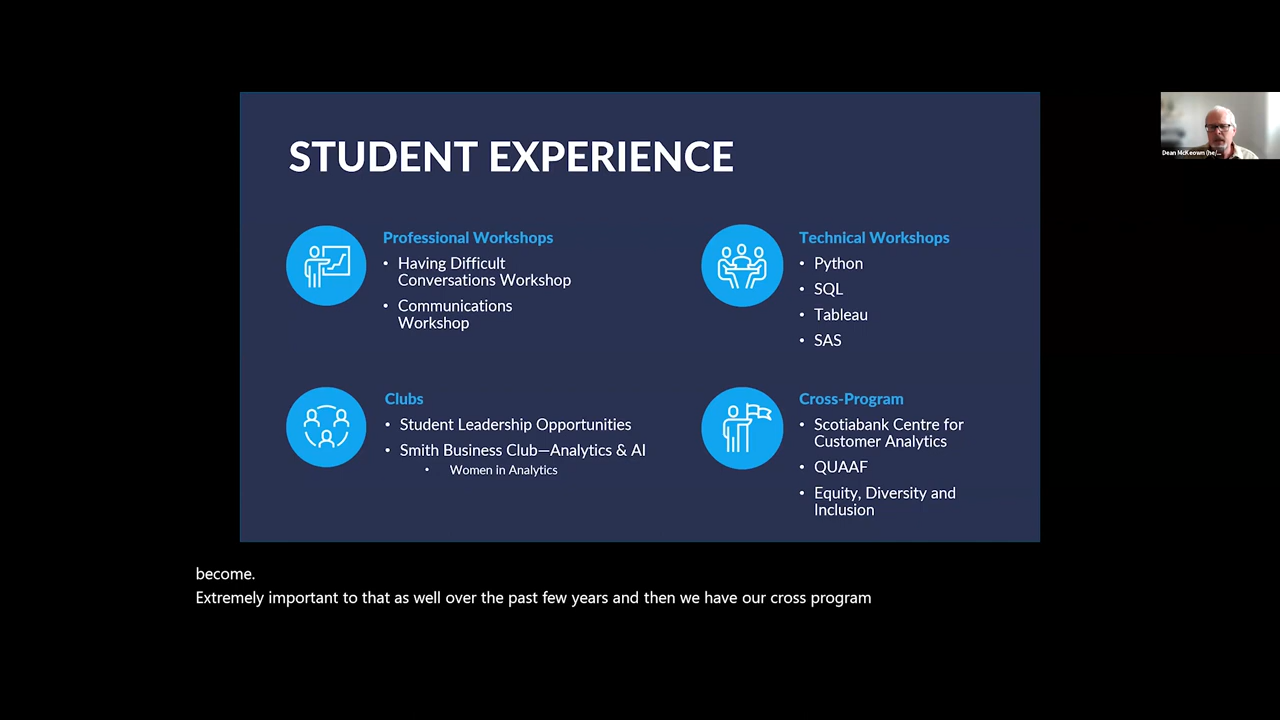 STUDENT EXPERIENCE
Professional Workshops
• Having Difficult
Conversations Workshop
• Communications
Workshop
Technical Workshops
• Python
• SQL
• Tableau
• SAS
Clubs
• Student Leadership Opportunities
• Smith Business Club—Analytics & AI
• Women in Analytics
Cross-Program
• Scotiabank Centre for
Customer Analytics
• QUAAF
• Equity, Diversity and
Inclusion
Dean McKeown (he/...
become.
Extremely important to that as well over the past few years and then we have our cross program